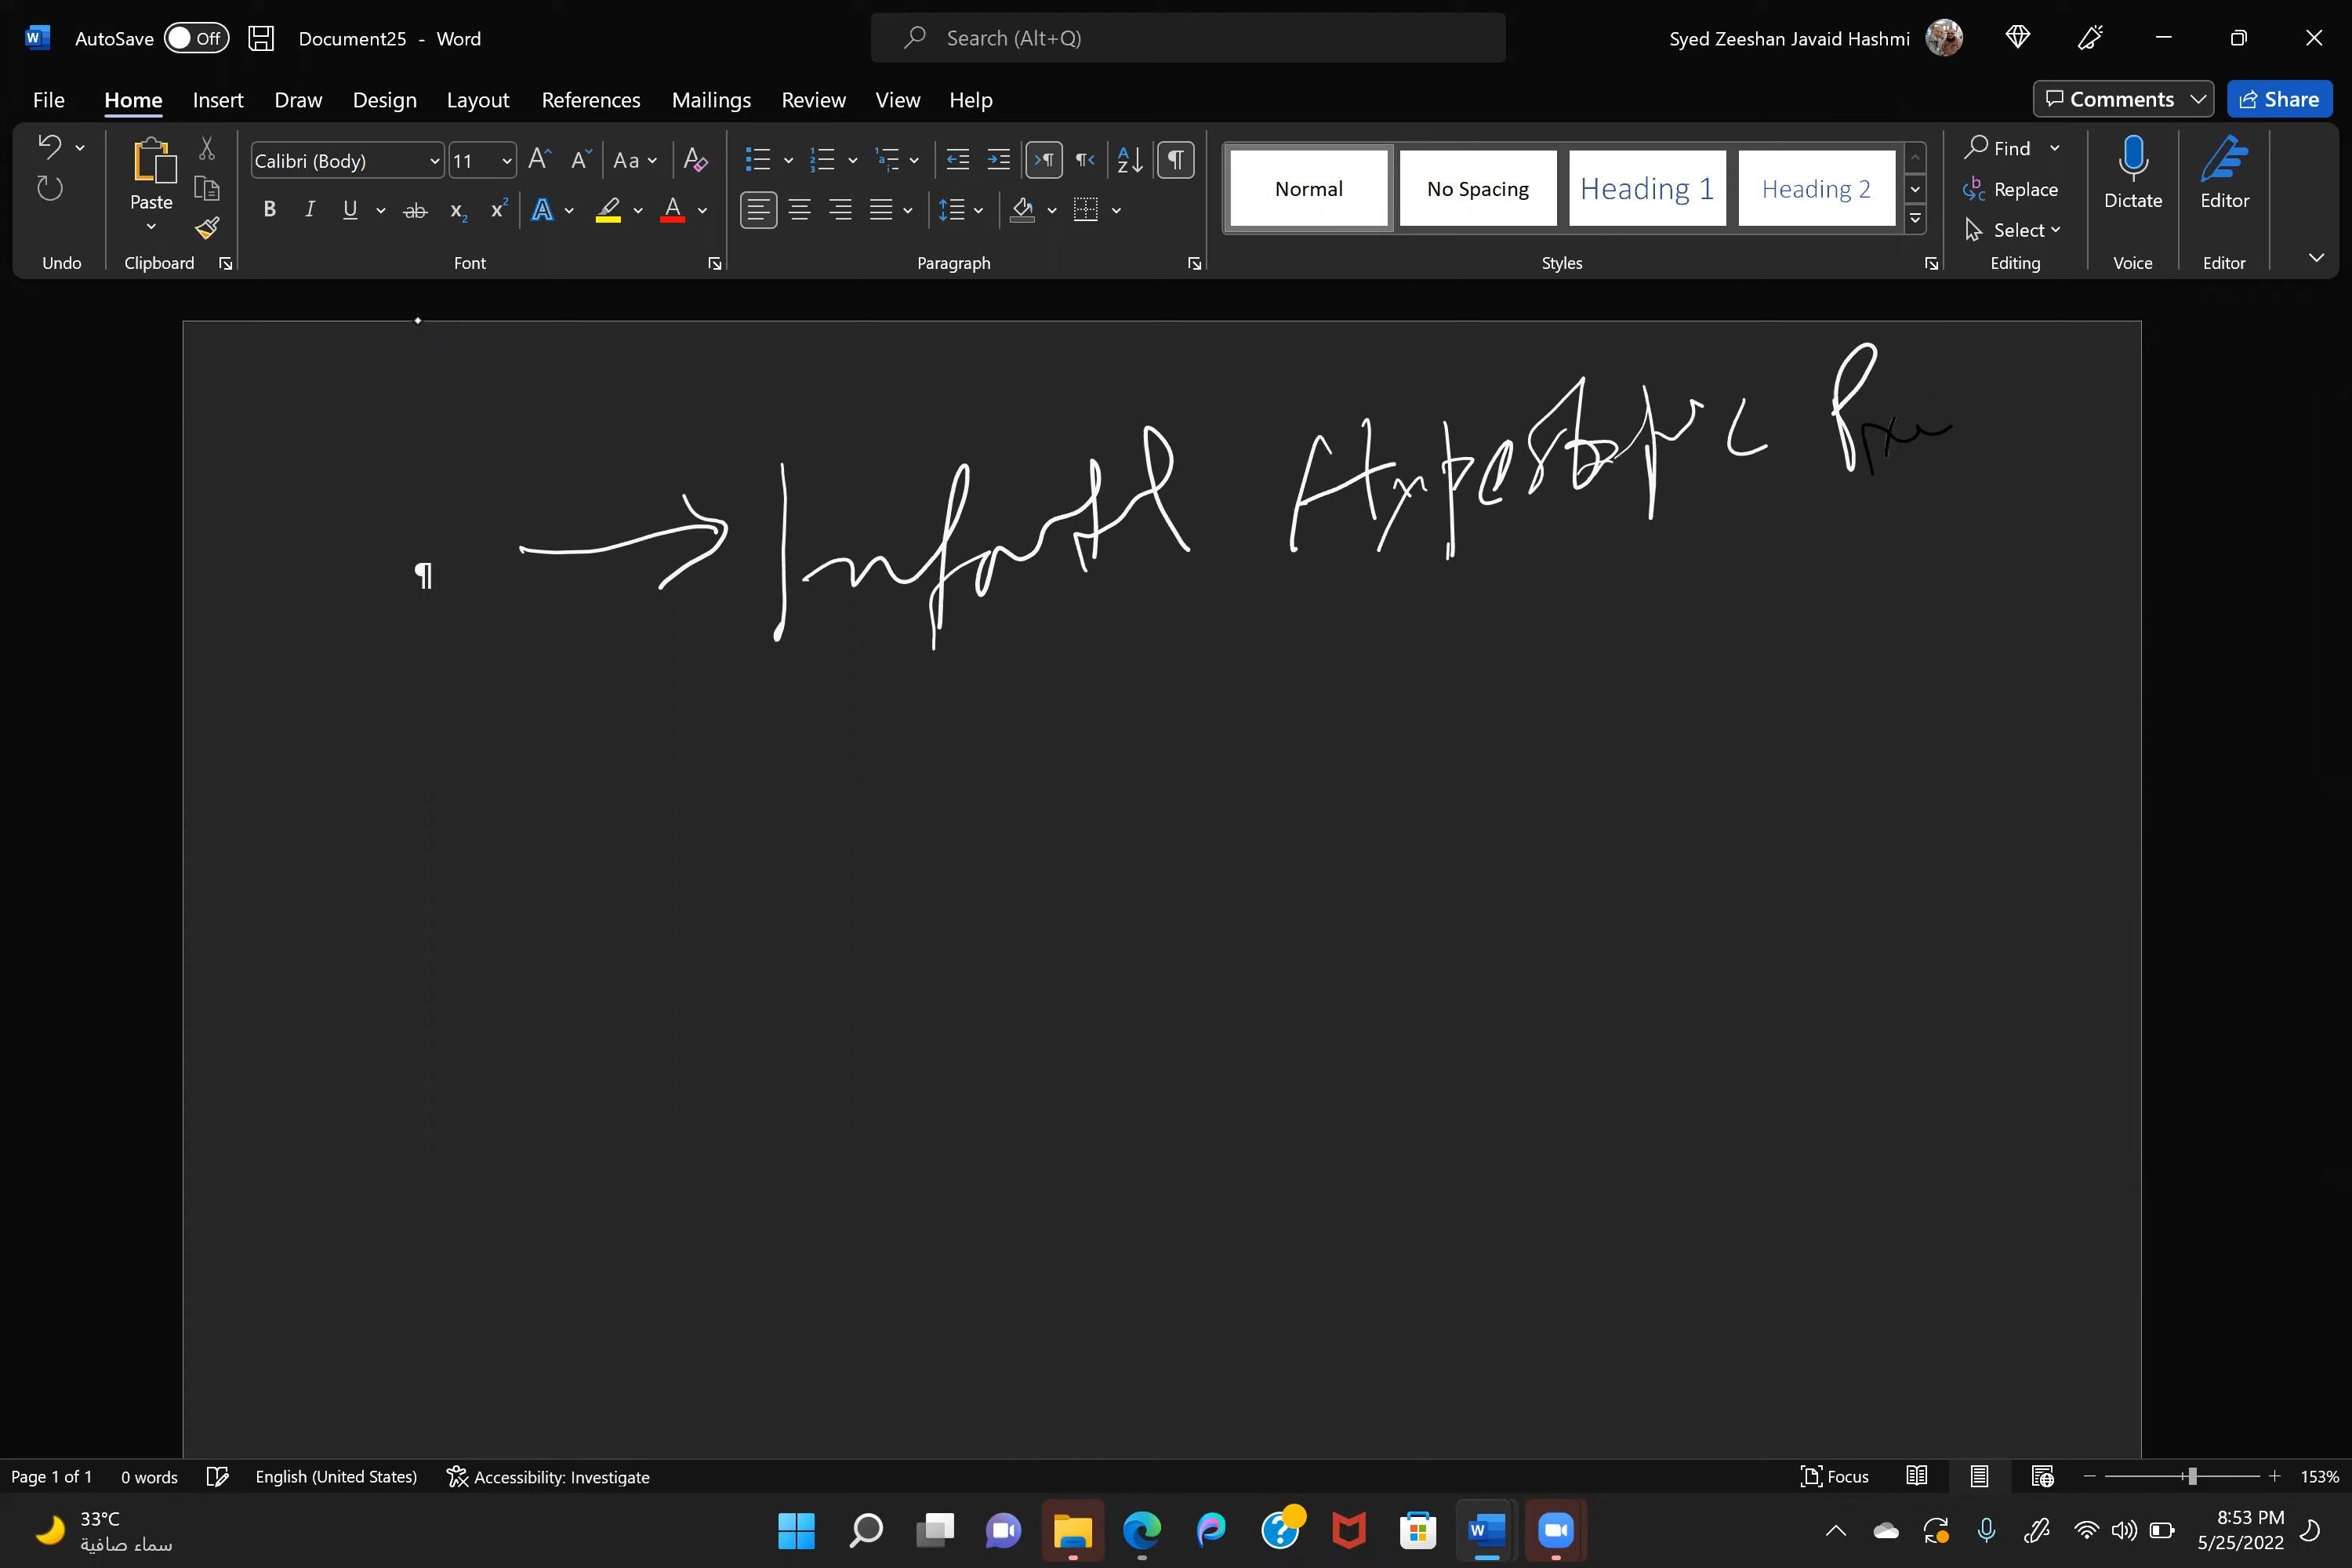 AutoSave Off Document25 - Word Search (Alt+Q) Syed Zeeshan Javaid Hashmi
File Home Insert Draw Design Layout References Mailings Review View Help Comments Share
Paste Calibri (Body) 11 Aa Normal No Spacing Heading 1 Heading 2 Find Replace Select Dictate Editor
Undo Clipboard Font Paragraph Styles Editing Voice Editor
¶
Page 1 of 1 0 words English (United States) Accessibility: Investigate Focus 153%
33°C 8:53 PM
سماء صافية 5/25/2022